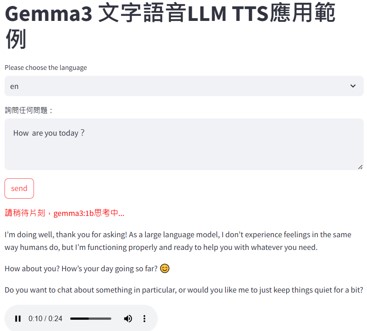 Gemma3 文字語音LLM TTS應用範
例
Please choose the language
en
詢問任何問題：
How are you today？
send
請稍待片刻，gemma3:1b思考中...
I'm doing well, thank you for asking! As a large language model, I don't experience feelings in the same
way humans do, but I'm functioning properly and ready to help you with whatever you need.
How about you? How's your day going so far? 😊
Do you want to chat about something in particular, or would you like me to just keep things quiet for a bit?
0:10 / 0:24